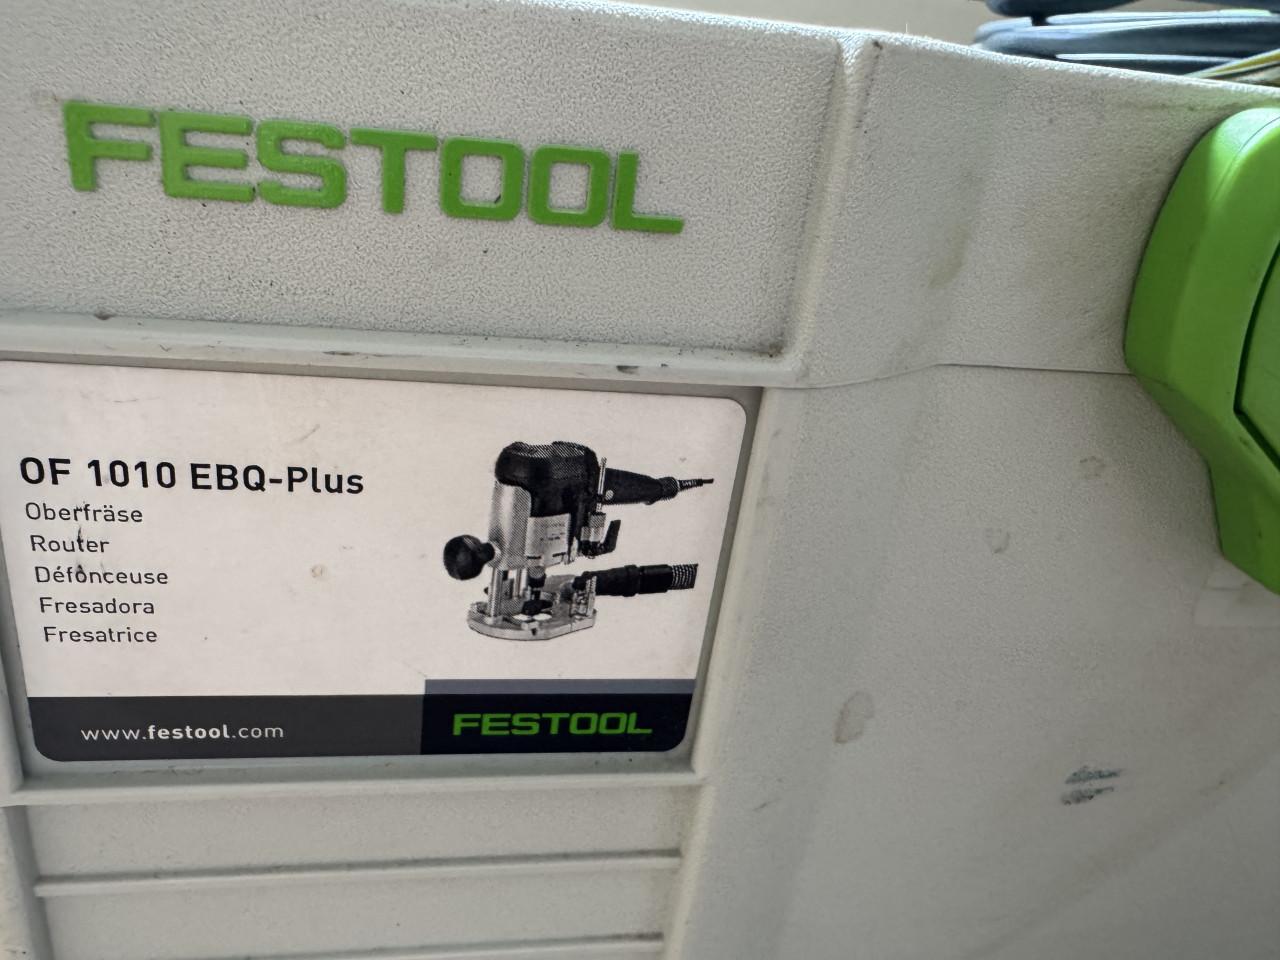 FESTOOL
OF 1010 EBQ-Plus
Oberfräse
Router
Défonceuse
Fresadora
Fresatrice
www.festool.com
FESTOOL